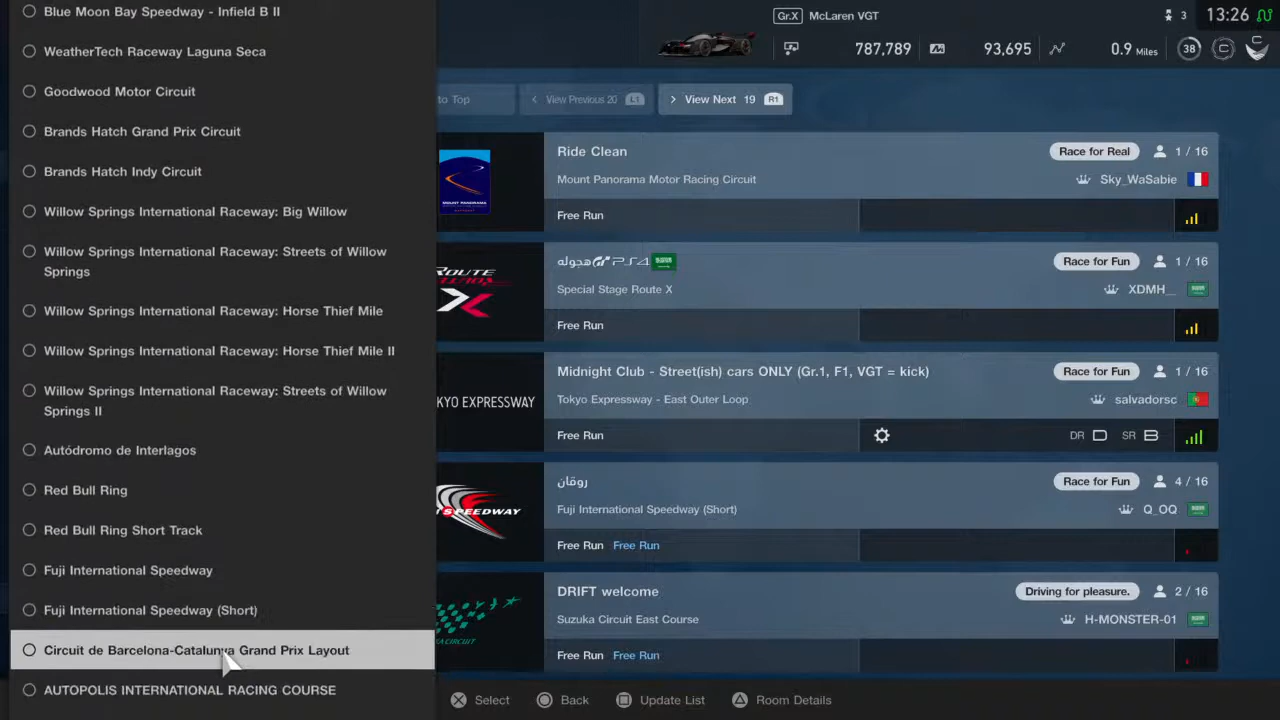 Gr.X McLaren VGT
3 13:26
787,789 93,695 0.9 Miles 38 C C
Blue Moon Bay Speedway - Infield B II
WeatherTech Raceway Laguna Seca
Goodwood Motor Circuit
Brands Hatch Grand Prix Circuit
Brands Hatch Indy Circuit
Willow Springs International Raceway: Big Willow
Willow Springs International Raceway: Streets of Willow
Springs
Willow Springs International Raceway: Horse Thief Mile
Willow Springs International Raceway: Horse Thief Mile II
Willow Springs International Raceway: Streets of Willow
Springs II
Autódromo de Interlagos
Red Bull Ring
Red Bull Ring Short Track
Fuji International Speedway
Fuji International Speedway (Short)
Circuit de Barcelona-Catalunya Grand Prix Layout
AUTOPOLIS INTERNATIONAL RACING COURSE
to Top < View Previous 20 L1 > View Next 19 R1
MOUNT PANORAMA
Ride Clean Race for Real 1 / 16
Mount Panorama Motor Racing Circuit Sky_WaSabie
Free Run
ROUTE
X
هجوله PS4 Race for Fun 1 / 16
Special Stage Route X XDMH__
Free Run
KYO EXPRESSWAY
Midnight Club - Street(ish) cars ONLY (Gr.1, F1, VGT = kick) Race for Fun 1 / 16
Tokyo Expressway - East Outer Loop salvadorsc
Free Run DR D SR B
SPEEDWAY
روقان Race for Fun 4 / 16
Fuji International Speedway (Short) Q_OQ
Free Run Free Run
DRIFT welcome Driving for pleasure. 2 / 16
Suzuka Circuit East Course H-MONSTER-01
Free Run Free Run
Select Back Update List Room Details